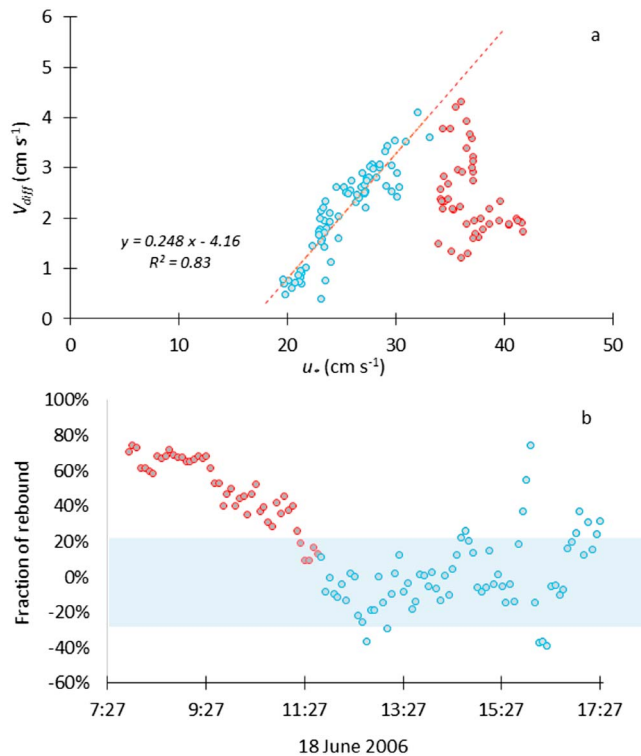 a
6
5
4
3
2
1
0
V_diff (cm s⁻¹)
y = 0.248 x - 4.16
R² = 0.83
0 10 20 30 40 50
u* (cm s⁻¹)
b
100%
80%
60%
40%
20%
0%
-20%
-40%
-60%
Fraction of rebound
7:27 9:27 11:27 13:27 15:27 17:27
18 June 2006